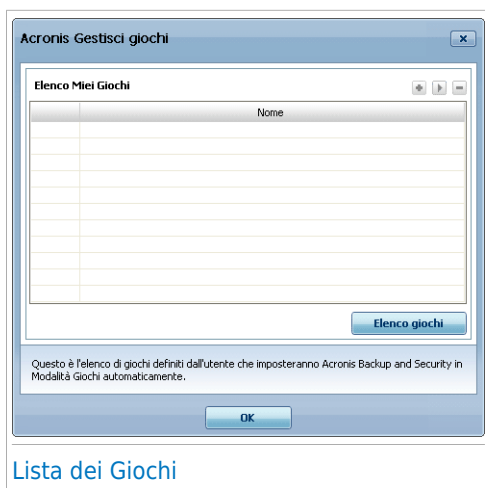 Acronis Gestisci giochi
Elenco Miei Giochi
Nome
Elenco giochi
Questo è l'elenco di giochi definiti dall'utente che imposteranno Acronis Backup and Security in
Modalità Giochi automaticamente.
OK
Lista dei Giochi